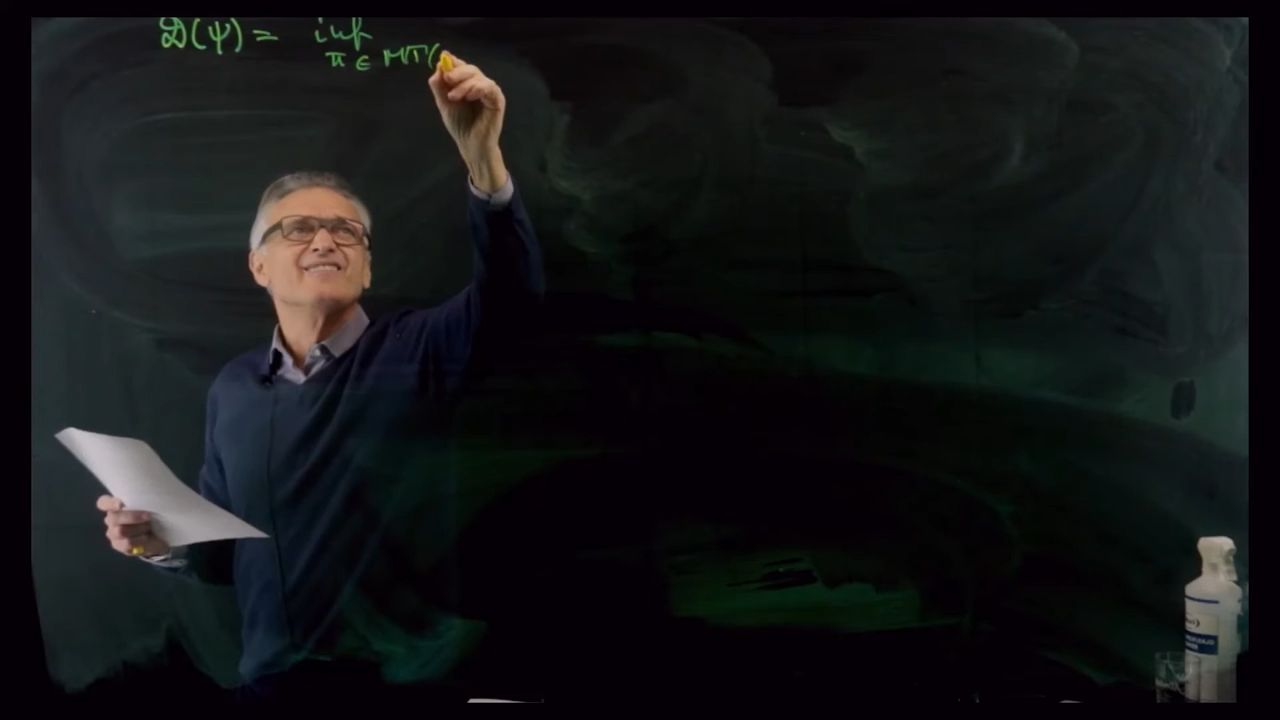 𝒟(ψ) = inf
π ∈ MT(